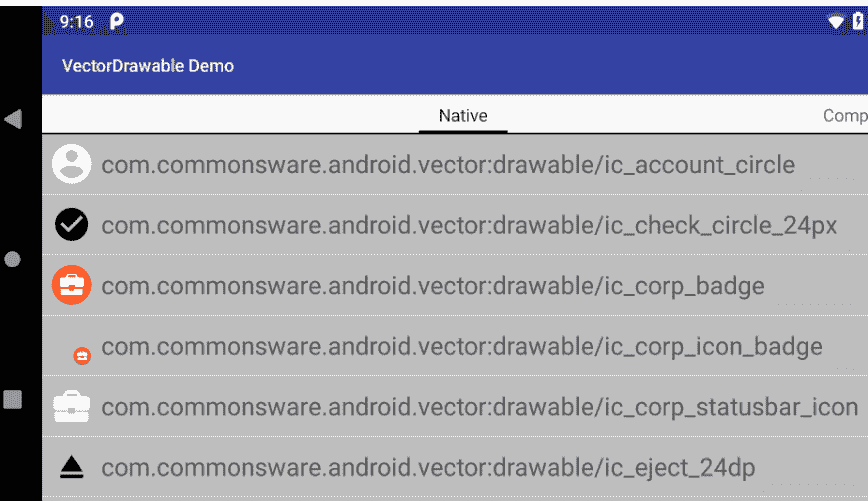 9:16
VectorDrawable Demo
Native Comp
com.commonsware.android.vector:drawable/ic_account_circle
com.commonsware.android.vector:drawable/ic_check_circle_24px
com.commonsware.android.vector:drawable/ic_corp_badge
com.commonsware.android.vector:drawable/ic_corp_icon_badge
com.commonsware.android.vector:drawable/ic_corp_statusbar_icon
com.commonsware.android.vector:drawable/ic_eject_24dp